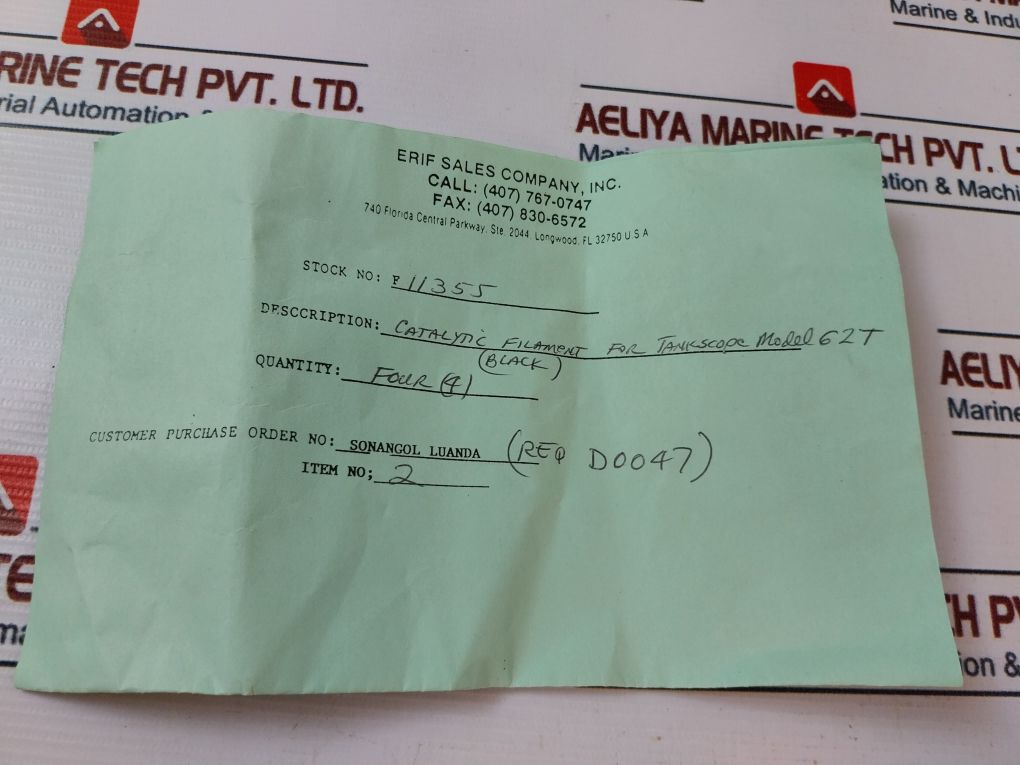 RINE TECH PVT. LTD.
rial Automation &
Marine & Indu
AELIYA MARINE TECH PVT. L
Mari
ation & Machi
ERIF SALES COMPANY, INC.
CALL: (407) 767-0747
FAX: (407) 830-6572
740 Florida Central Parkway, Ste. 2044, Longwood, FL 32750 U.S.A
STOCK NO: F 11355
DESCCRIPTION: CATALYTIC FILAMENT FOR TANKSCOPE Model 62T
(BLACK)
QUANTITY: FOUR (4)
CUSTOMER PURCHASE ORDER NO: SONANGOL LUANDA (REQ D0047)
ITEM NO; 2
AELIY
Marine
TE
ma
H PV
ion &